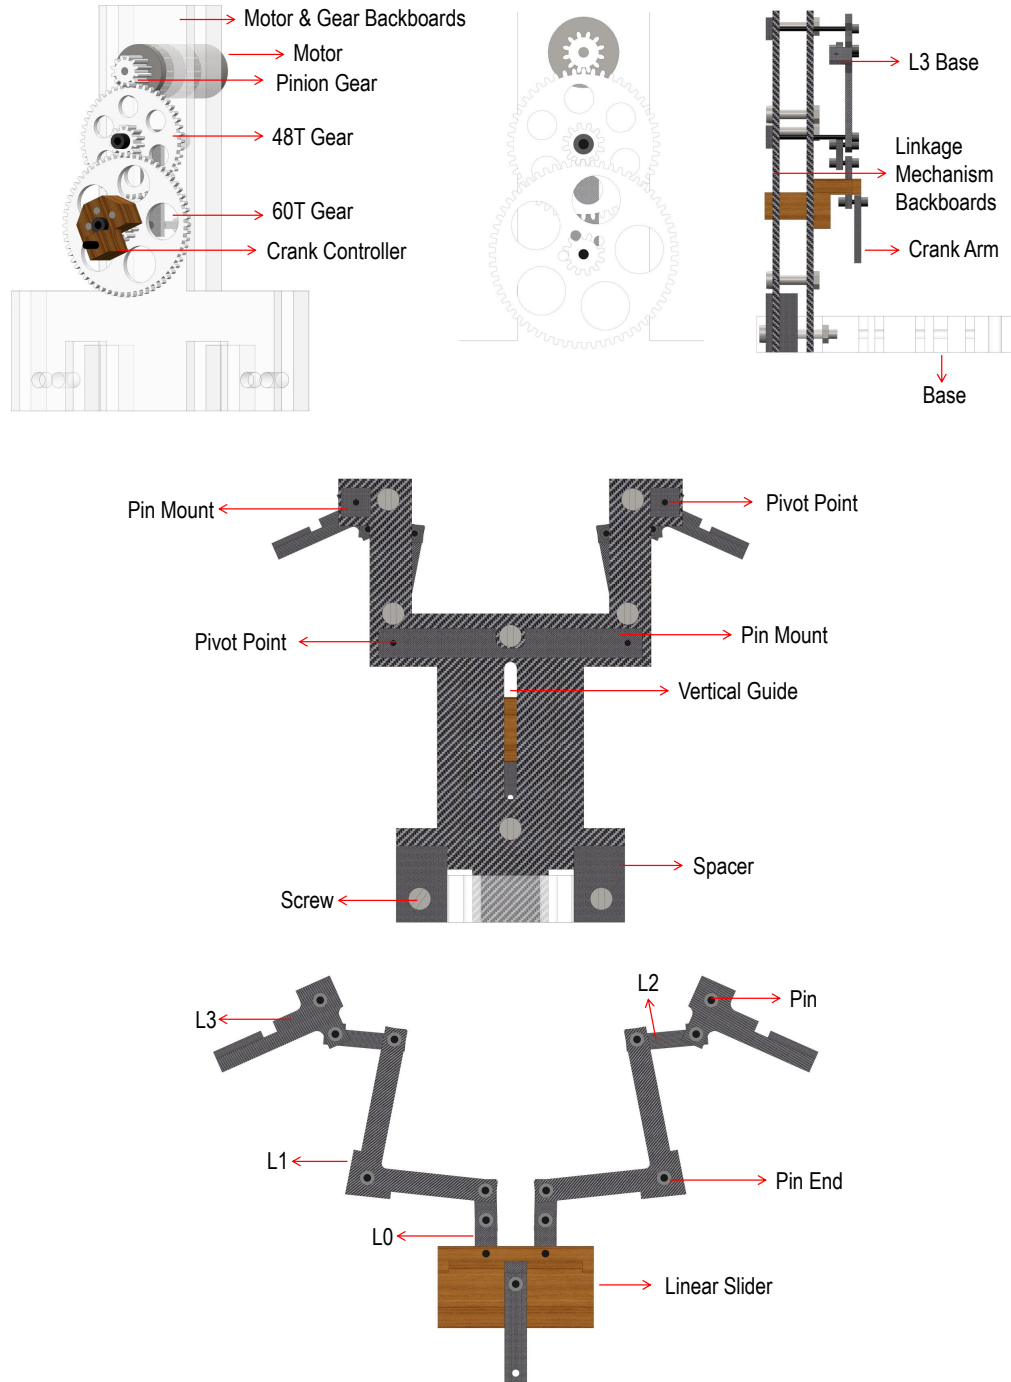 Motor & Gear Backboards
Motor
Pinion Gear
48T Gear
60T Gear
Crank Controller
L3 Base
Linkage
Mechanism
Backboards
Crank Arm
Base
Pin Mount
Pivot Point
Pivot Point
Pin Mount
Vertical Guide
Spacer
Screw
L2
Pin
L3
L1
Pin End
L0
Linear Slider